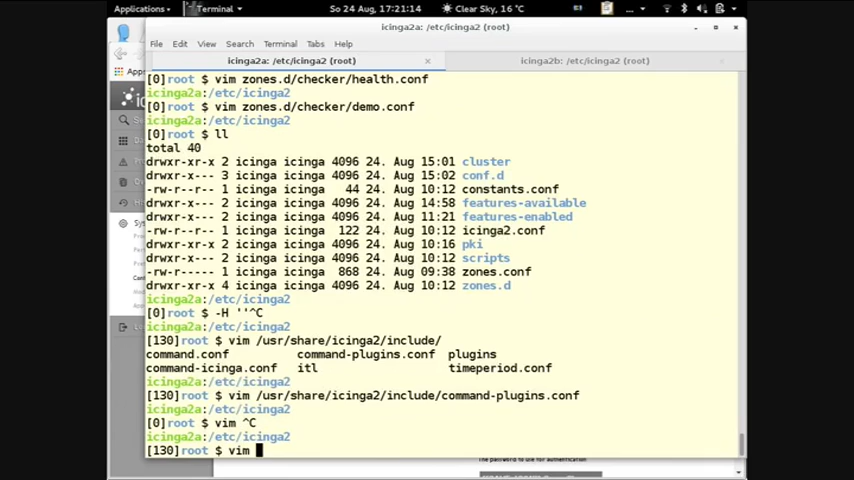 Applications Terminal So 24 Aug, 17:21:14 Clear Sky, 16 °C
icinga2a: /etc/icinga2 (root)
File Edit View Search Terminal Tabs Help
icinga2a: /etc/icinga2 (root) × icinga2b: /etc/icinga2 (root)
[0]root $ vim zones.d/checker/health.conf
icinga2a:/etc/icinga2
[0]root $ vim zones.d/checker/demo.conf
icinga2a:/etc/icinga2
[0]root $ ll
total 40
drwxr-xr-x 2 icinga icinga 4096 24. Aug 15:01 cluster
drwxr-x--- 3 icinga icinga 4096 24. Aug 15:02 conf.d
-rw-r--r-- 1 icinga icinga   44 24. Aug 10:12 constants.conf
drwxr-x--- 2 icinga icinga 4096 24. Aug 14:58 features-available
drwxr-x--- 2 icinga icinga 4096 24. Aug 11:21 features-enabled
-rw-r--r-- 1 icinga icinga  122 24. Aug 10:12 icinga2.conf
drwxr-x--- 2 icinga icinga 4096 24. Aug 10:16 pki
drwxr-x--- 2 icinga icinga 4096 24. Aug 10:12 scripts
-rw-r----- 1 icinga icinga  868 24. Aug 09:38 zones.conf
drwxr-xr-x 4 icinga icinga 4096 24. Aug 10:12 zones.d
icinga2a:/etc/icinga2
[0]root $ -H ''^C
icinga2a:/etc/icinga2
[130]root $ vim /usr/share/icinga2/include/
command.conf command-plugins.conf plugins
command-icinga.conf itl timeperiod.conf
icinga2a:/etc/icinga2
[130]root $ vim /usr/share/icinga2/include/command-plugins.conf
icinga2a:/etc/icinga2
[0]root $ vim ^C
icinga2a:/etc/icinga2
[130]root $ vim
The password to use for authentication